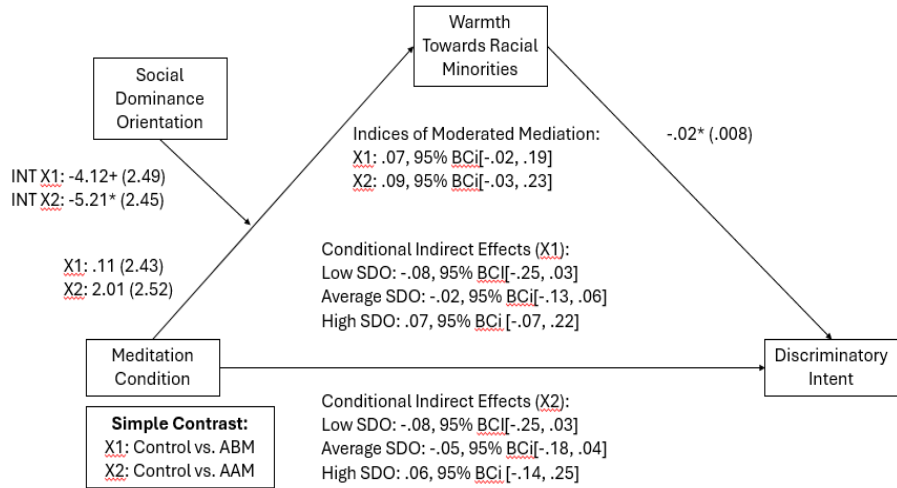 Warmth
Towards Racial
Minorities
Social
Dominance
Orientation
-.02* (.008)
Indices of Moderated Mediation:
X1: .07, 95% BCi[-.02, .19]
X2: .09, 95% BCi[-.03, .23]
INT X1: -4.12+ (2.49)
INT X2: -5.21* (2.45)
X1: .11 (2.43)
X2: 2.01 (2.52)
Conditional Indirect Effects (X1):
Low SDO: -.08, 95% BCI[-.25, .03]
Average SDO: -.02, 95% BCi[-.13, .06]
High SDO: .07, 95% BCi [-.07, .22]
Meditation
Condition
Discriminatory
Intent
Conditional Indirect Effects (X2):
Low SDO: -.08, 95% BCI[-.25, .03]
Average SDO: -.05, 95% BCi[-.18, .04]
High SDO: .06, 95% BCi [-.14, .25]
Simple Contrast:
X1: Control vs. ABM
X2: Control vs. AAM